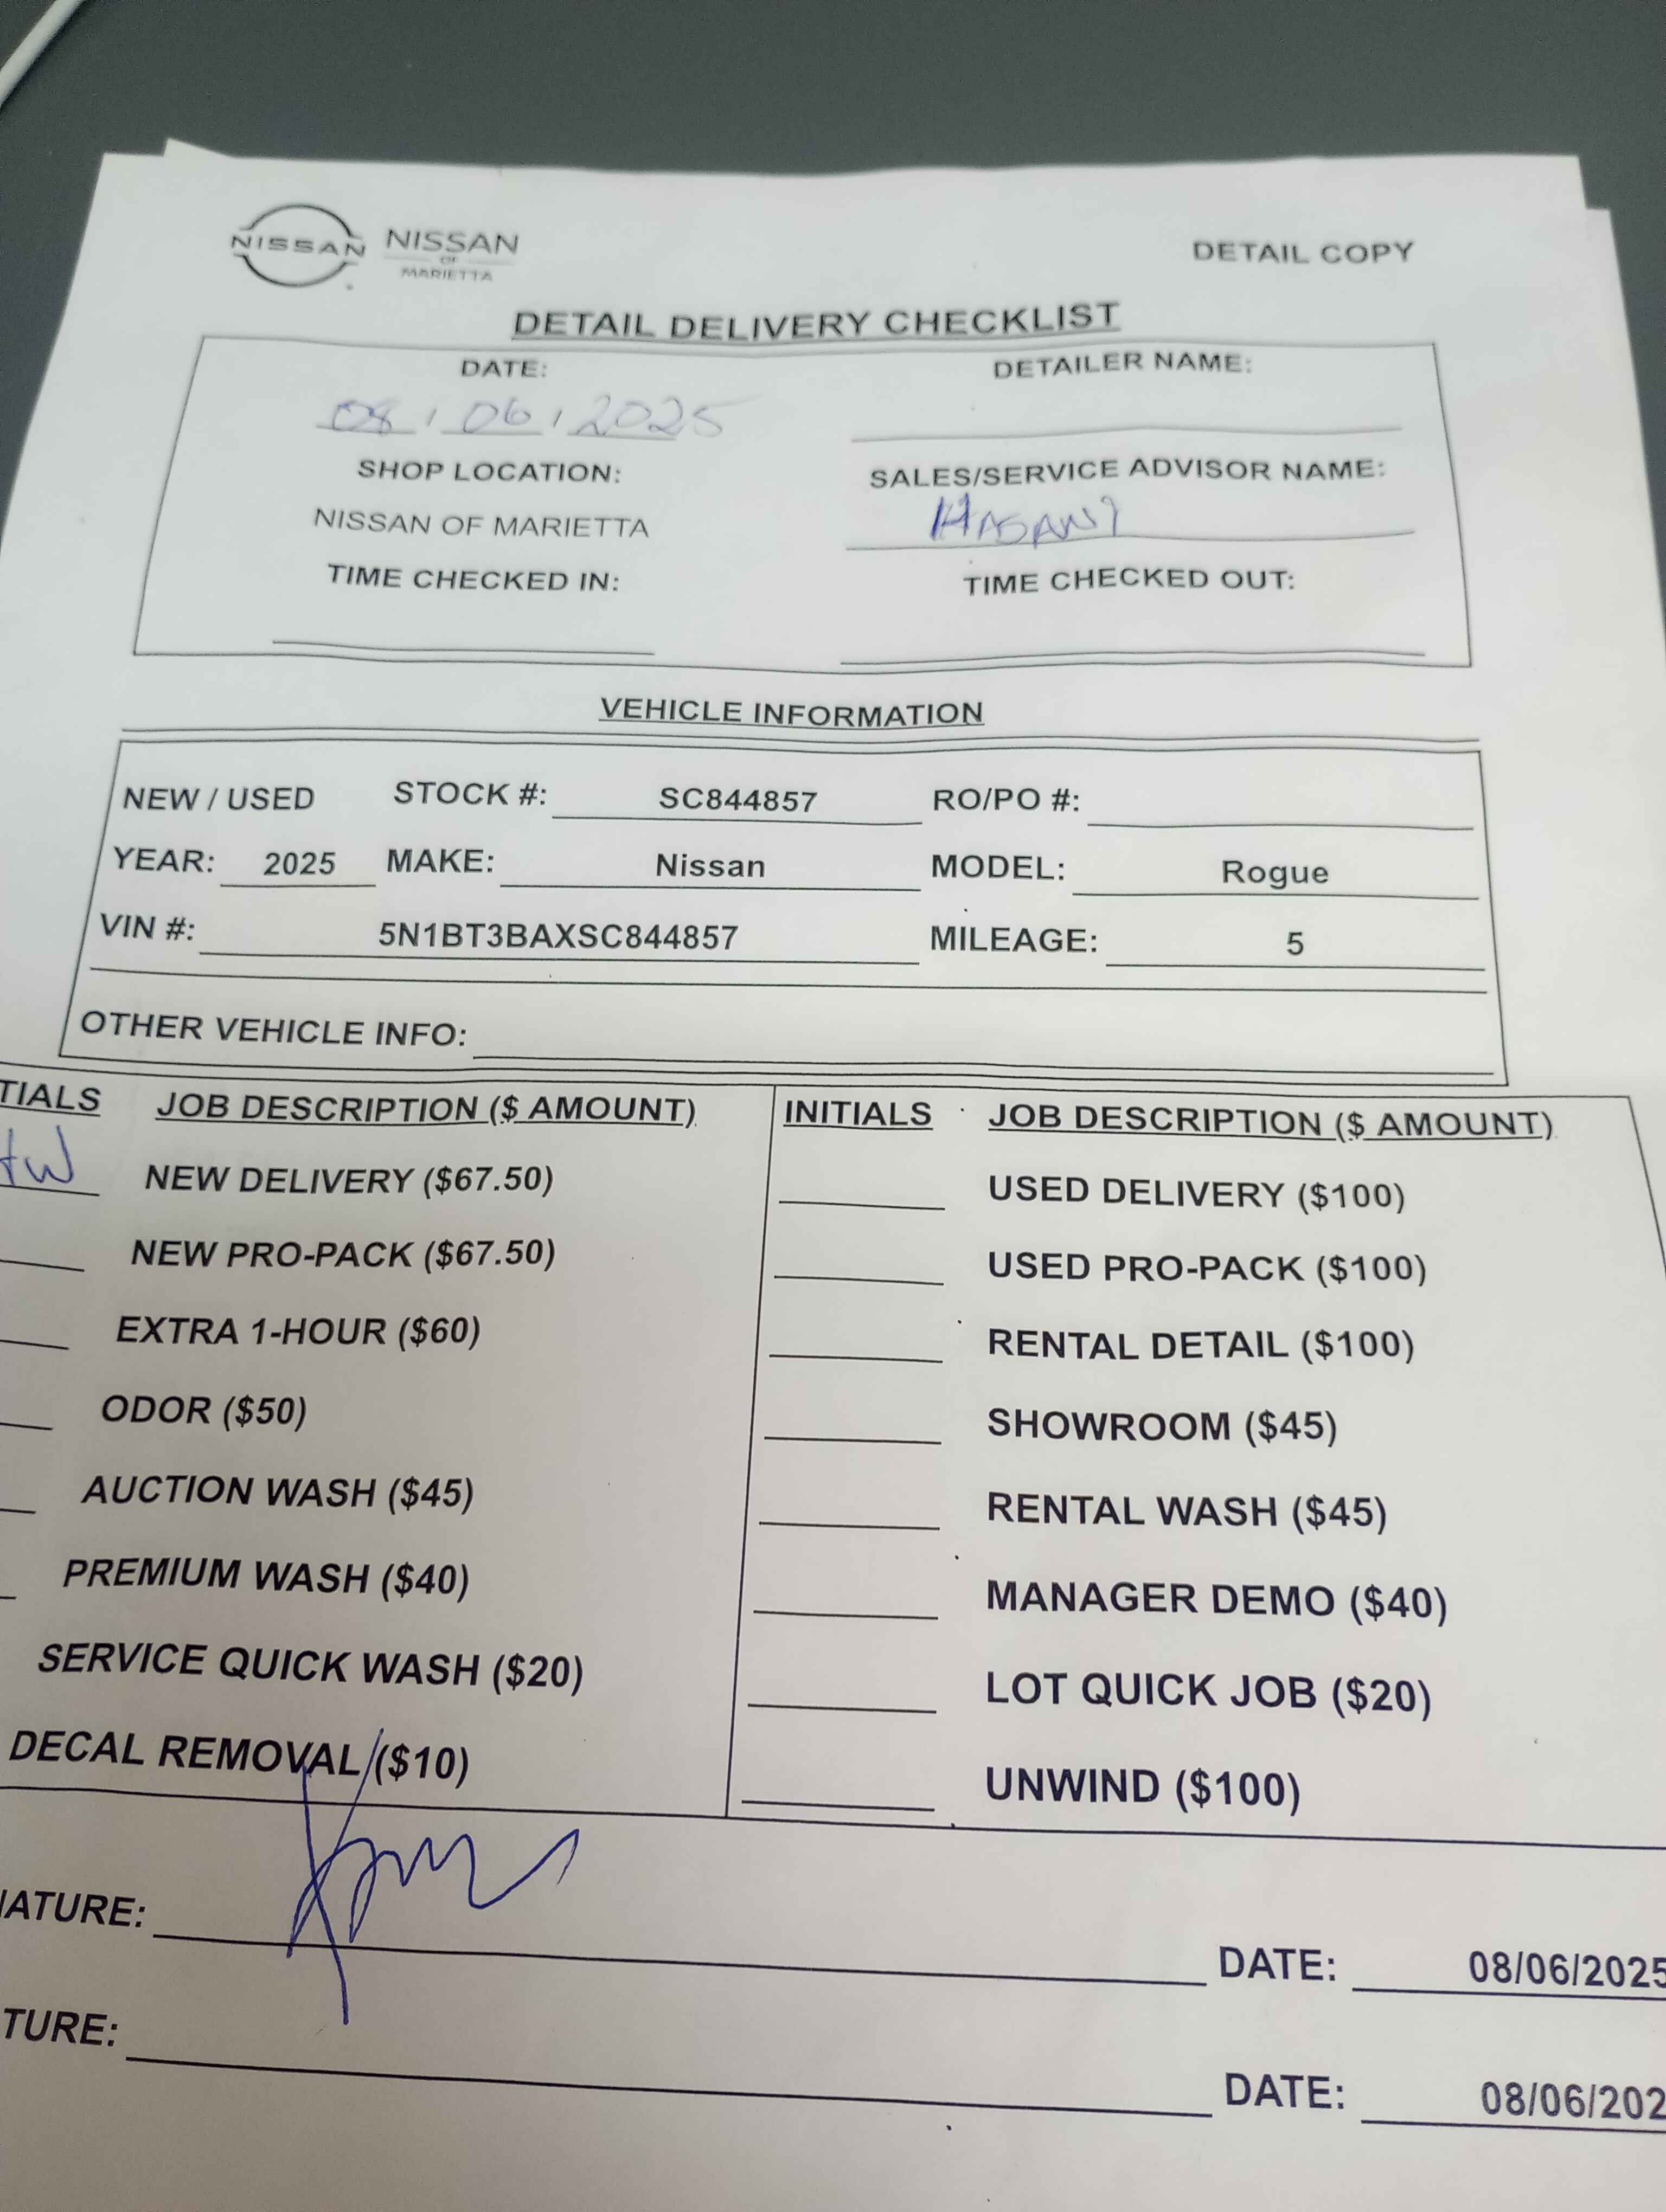 NISSAN NISSAN OF MARIETTA
DETAIL COPY
DETAIL DELIVERY CHECKLIST
DATE: DETAILER NAME:
08 / 06 / 2025
SHOP LOCATION: SALES/SERVICE ADVISOR NAME:
NISSAN OF MARIETTA HASANI
TIME CHECKED IN: TIME CHECKED OUT:
VEHICLE INFORMATION
NEW / USED STOCK #: SC844857 RO/PO #:
YEAR: 2025 MAKE: Nissan MODEL: Rogue
VIN #: 5N1BT3BAXSC844857 MILEAGE: 5
OTHER VEHICLE INFO:
TIALS JOB DESCRIPTION ($ AMOUNT) INITIALS JOB DESCRIPTION ($ AMOUNT)
NEW DELIVERY ($67.50) USED DELIVERY ($100)
NEW PRO-PACK ($67.50) USED PRO-PACK ($100)
EXTRA 1-HOUR ($60) RENTAL DETAIL ($100)
ODOR ($50) SHOWROOM ($45)
AUCTION WASH ($45) RENTAL WASH ($45)
PREMIUM WASH ($40) MANAGER DEMO ($40)
SERVICE QUICK WASH ($20) LOT QUICK JOB ($20)
DECAL REMOVAL ($10) UNWIND ($100)
NATURE: DATE: 08/06/2025
TURE: DATE: 08/06/202